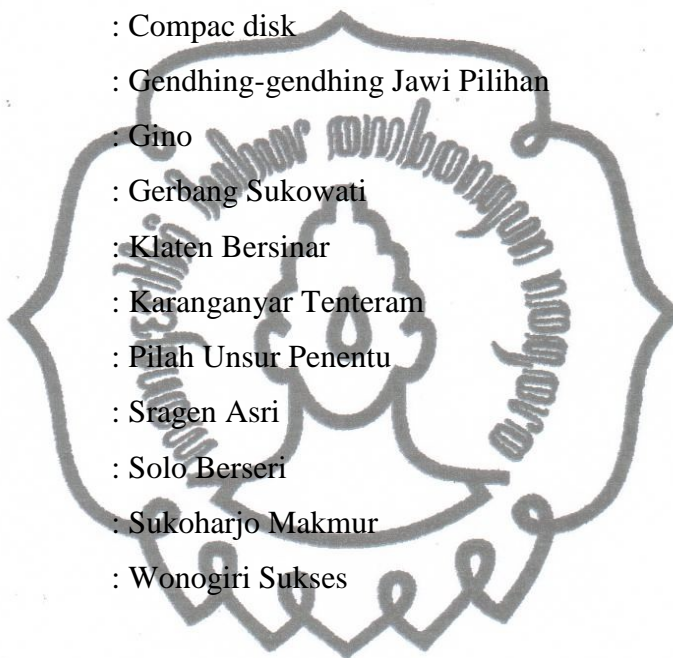 : Compac disk
: Gendhing-gendhing Jawi Pilihan
: Gino
: Gerbang Sukowati
: Klaten Bersinar
: Karanganyar Tenteram
: Pilah Unsur Penentu
: Sragen Asri
: Solo Berseri
: Sukoharjo Makmur
: Wonogiri Sukses